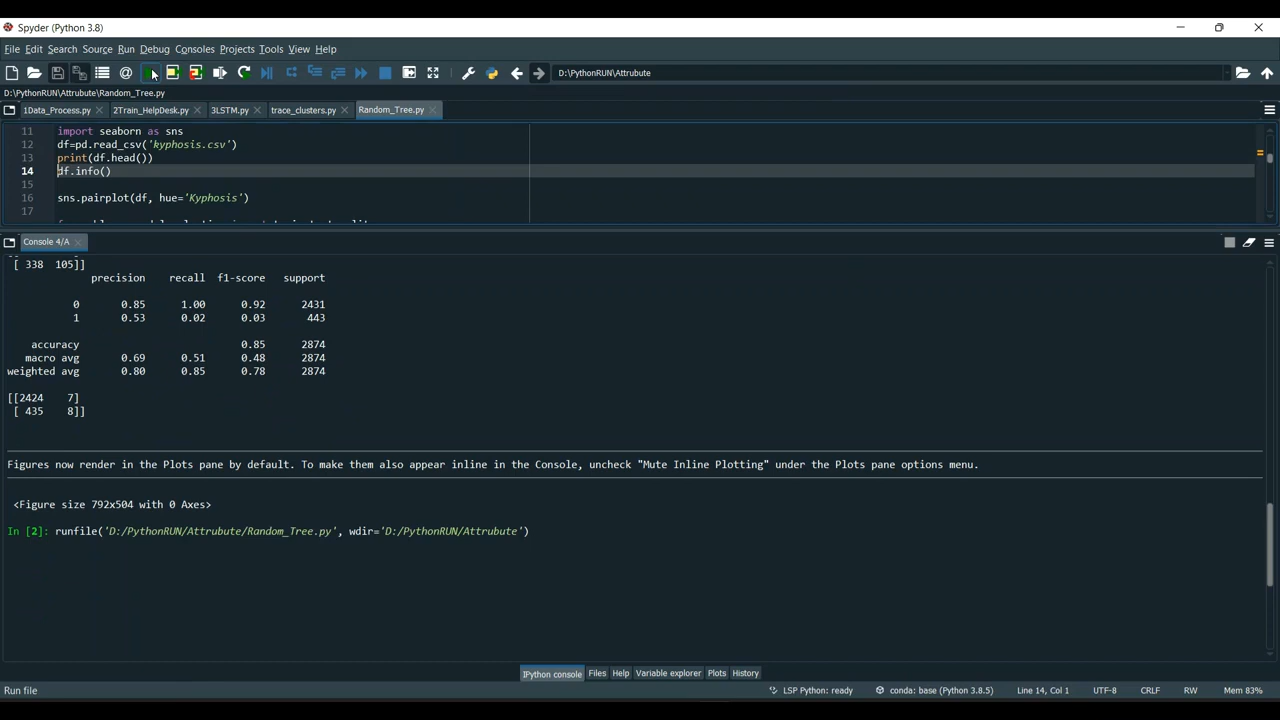 Spyder (Python 3.8)
File Edit Search Source Run Debug Consoles Projects Tools View Help
D:\PythonRUN\Attrubute
D:\PythonRUN\Attrubute\Random_Tree.py
1Data_Process.py 2Train_HelpDesk.py 3LSTM.py trace_clusters.py Random_Tree.py
11 import seaborn as sns
12 df=pd.read_csv('kyphosis.csv')
13 print(df.head())
14 df.info()
15
16 sns.pairplot(df, hue='Kyphosis')
17
Console 4/A
[ 338 105]]
precision recall f1-score support
0 0.85 1.00 0.92 2431
1 0.53 0.02 0.03 443
accuracy 0.85 2874
macro avg 0.69 0.51 0.48 2874
weighted avg 0.80 0.85 0.78 2874
[[2424 7]
[ 435 8]]
Figures now render in the Plots pane by default. To make them also appear inline in the Console, uncheck "Mute Inline Plotting" under the Plots pane options menu.
<Figure size 792x504 with 0 Axes>
In [2]: runfile('D:/PythonRUN/Attrubute/Random_Tree.py', wdir='D:/PythonRUN/Attrubute')
IPython console Files Help Variable explorer Plots History
Run file LSP Python: ready conda: base (Python 3.8.5) Line 14, Col 1 UTF-8 CRLF RW Mem 83%